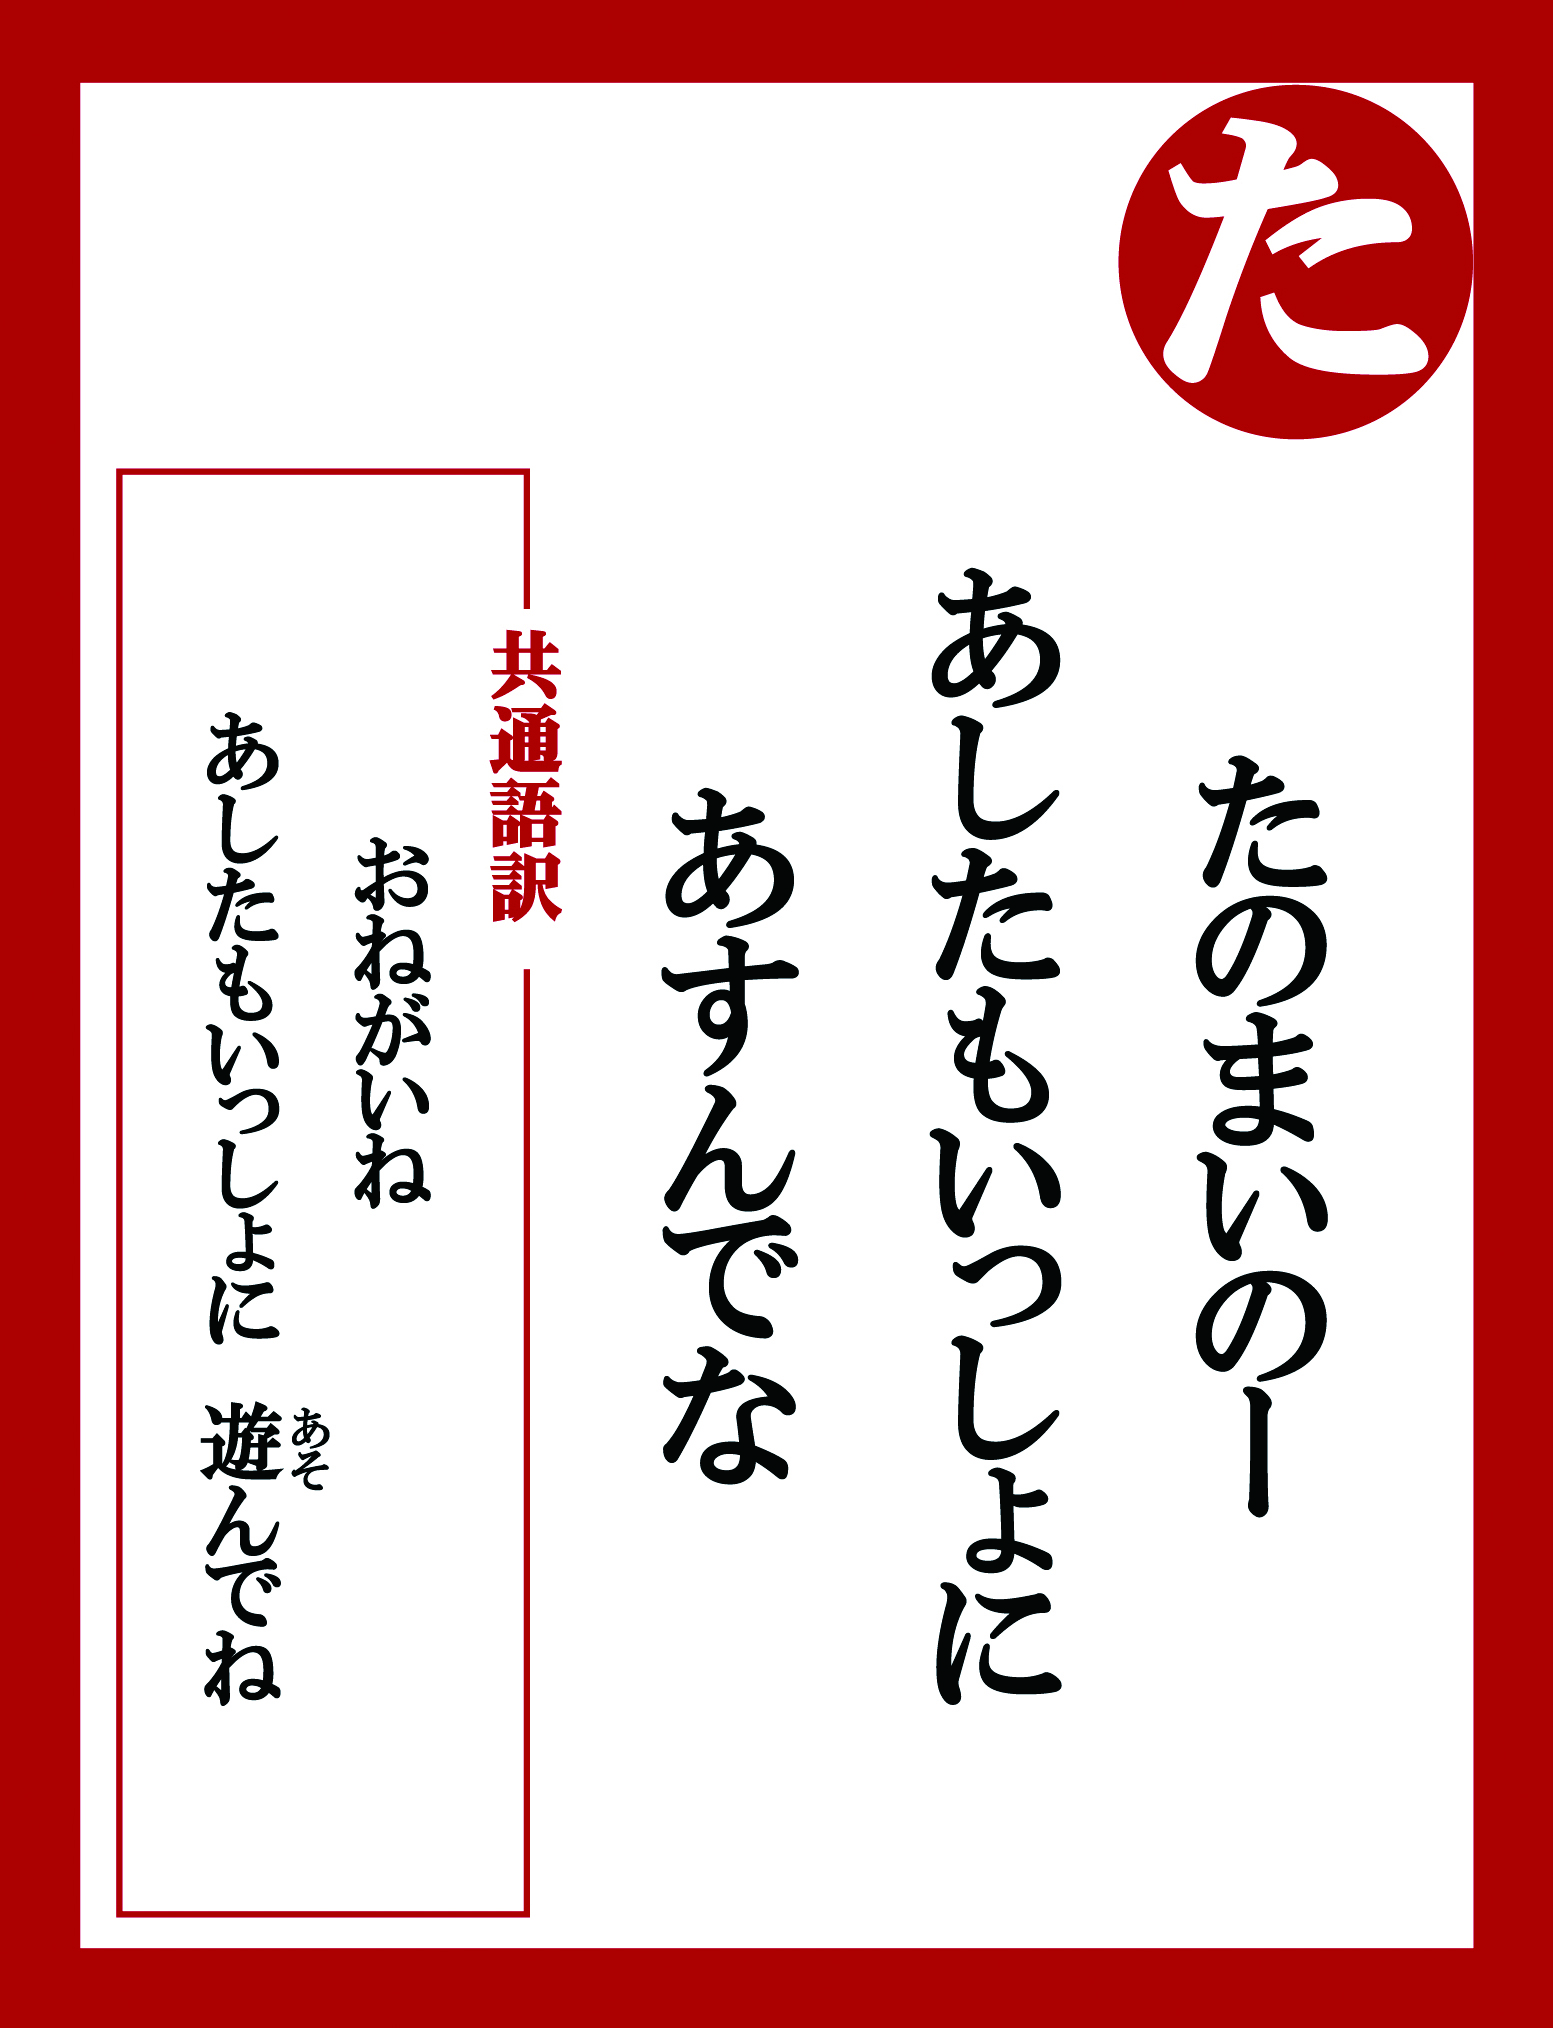 た
たのまいのー
あしたもいっしょに
あすんでな
共通語訳
おねがいね
あしたもいっしょに 遊んでね
あそ